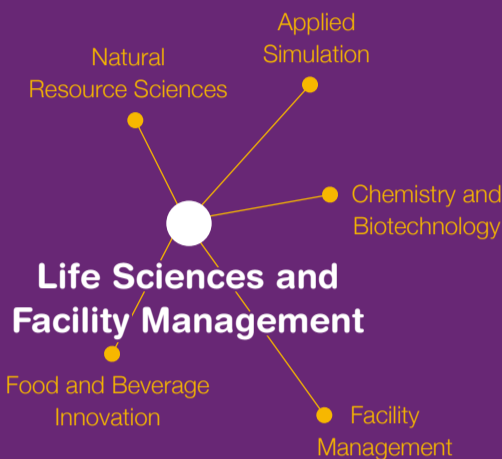 Applied
Simulation
Natural
Resource Sciences
Chemistry and
Biotechnology
Life Sciences and
Facility Management
Food and Beverage
Innovation
Facility
Management